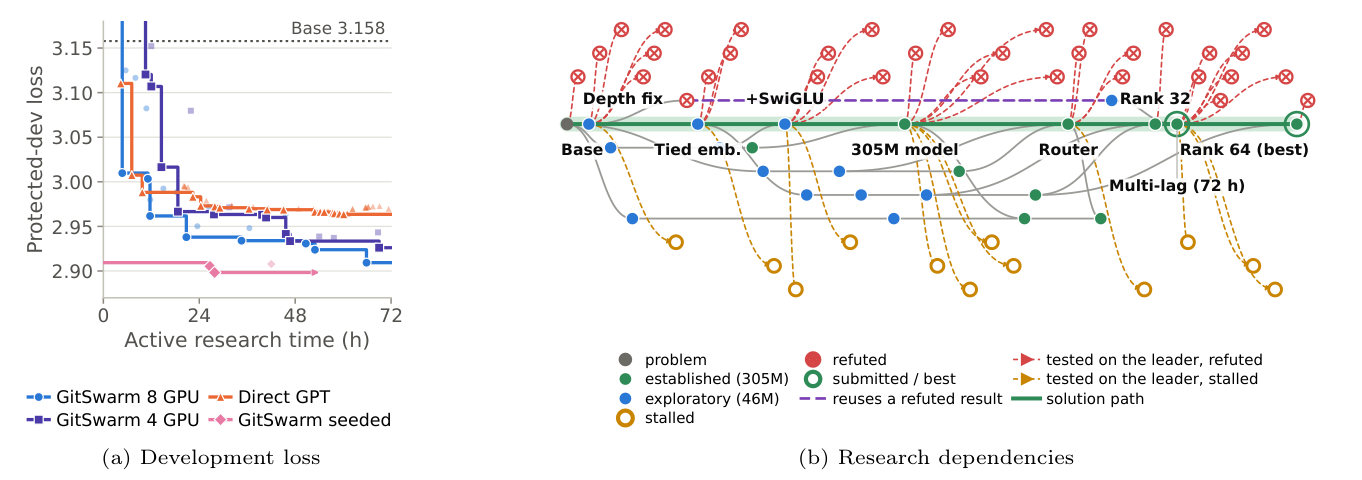 Base 3.158
3.15
3.10
3.05
3.00
2.95
2.90
Protected-dev loss
0 24 48 72
Active research time (h)
GitSwarm 8 GPU Direct GPT
GitSwarm 4 GPU GitSwarm seeded
(a) Development loss
Depth fix +SwiGLU Rank 32
Base Tied emb. 305M model Router Rank 64 (best)
Multi-lag (72 h)
problem refuted tested on the leader, refuted
established (305M) submitted / best tested on the leader, stalled
exploratory (46M) reuses a refuted result solution path
stalled
(b) Research dependencies